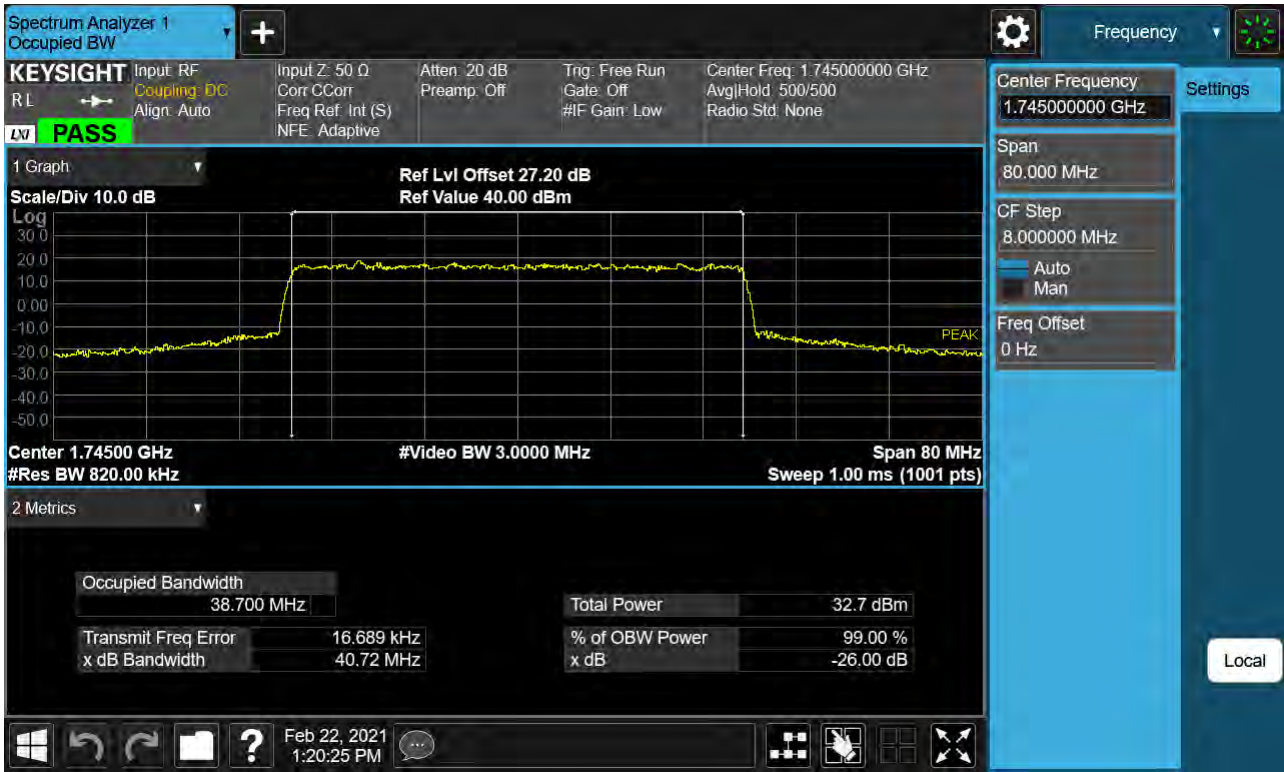 Spectrum Analyzer 1
Occupied BW
+
Frequency
KEYSIGHT
RL
LXI
PASS
Input: RF
Coupling: DC
Align: Auto
Input Z: 50 Ω
Corr CCorr
Freq Ref: Int (S)
NFE: Adaptive
Atten: 20 dB
Preamp: Off
Trig: Free Run
Gate: Off
#IF Gain: Low
Center Freq: 1.745000000 GHz
Avg|Hold: 500/500
Radio Std: None
Center Frequency
1.745000000 GHz
Settings
Span
80.000 MHz
CF Step
8.000000 MHz
Auto
Man
Freq Offset
0 Hz
Local
1 Graph
Scale/Div 10.0 dB
Ref Lvl Offset 27.20 dB
Ref Value 40.00 dBm
Log
30.0
20.0
10.0
0.00
-10.0
-20.0
-30.0
-40.0
-50.0
PEAK
Center 1.74500 GHz
#Video BW 3.0000 MHz
Span 80 MHz
#Res BW 820.00 kHz
Sweep 1.00 ms (1001 pts)
2 Metrics
Occupied Bandwidth
38.700 MHz
Total Power 32.7 dBm
Transmit Freq Error 16.689 kHz
% of OBW Power 99.00 %
x dB Bandwidth 40.72 MHz
x dB -26.00 dB
?
Feb 22, 2021
1:20:25 PM